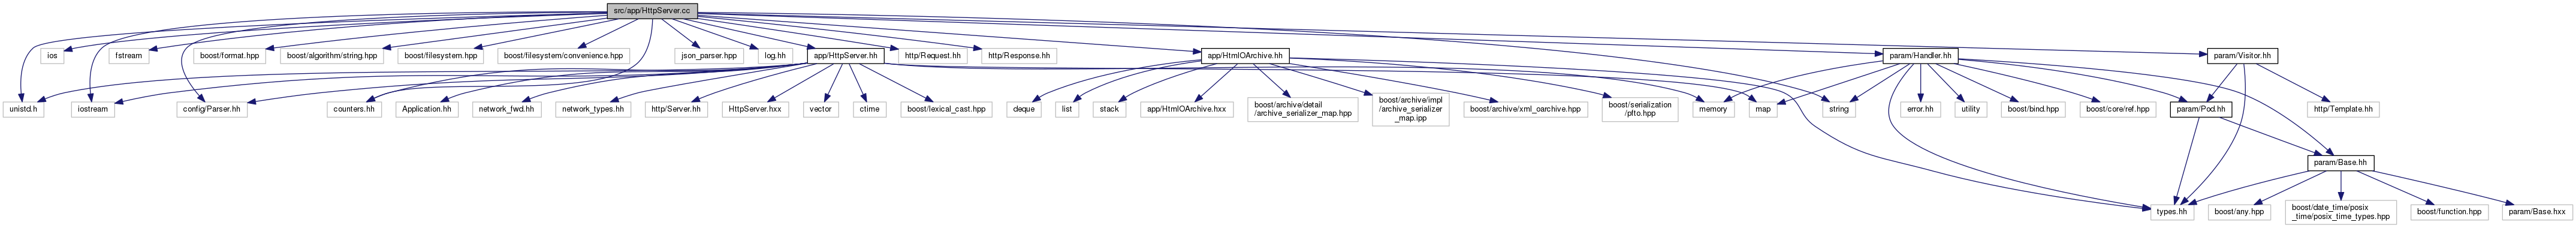 src/app/HttpServer.cc
ios
fstream
boost/format.hpp
boost/algorithm/string.hpp
boost/filesystem.hpp
boost/filesystem/convenience.hpp
json_parser.hpp
log.hh
app/HttpServer.hh
http/Request.hh
http/Response.hh
app/HtmlOArchive.hh
param/Handler.hh
param/Visitor.hh
unistd.h
iostream
config/Parser.hh
counters.hh
Application.hh
network_fwd.hh
network_types.hh
http/Server.hh
HttpServer.hxx
vector
ctime
boost/lexical_cast.hpp
deque
list
stack
app/HtmlOArchive.hxx
boost/archive/detail
/archive_serializer_map.hpp
boost/archive/impl
/archive_serializer
_map.ipp
boost/archive/xml_oarchive.hpp
boost/serialization
/pfto.hpp
memory
map
string
error.hh
utility
boost/bind.hpp
boost/core/ref.hpp
param/Pod.hh
http/Template.hh
param/Base.hh
types.hh
boost/any.hpp
boost/date_time/posix
_time/posix_time_types.hpp
boost/function.hpp
param/Base.hxx